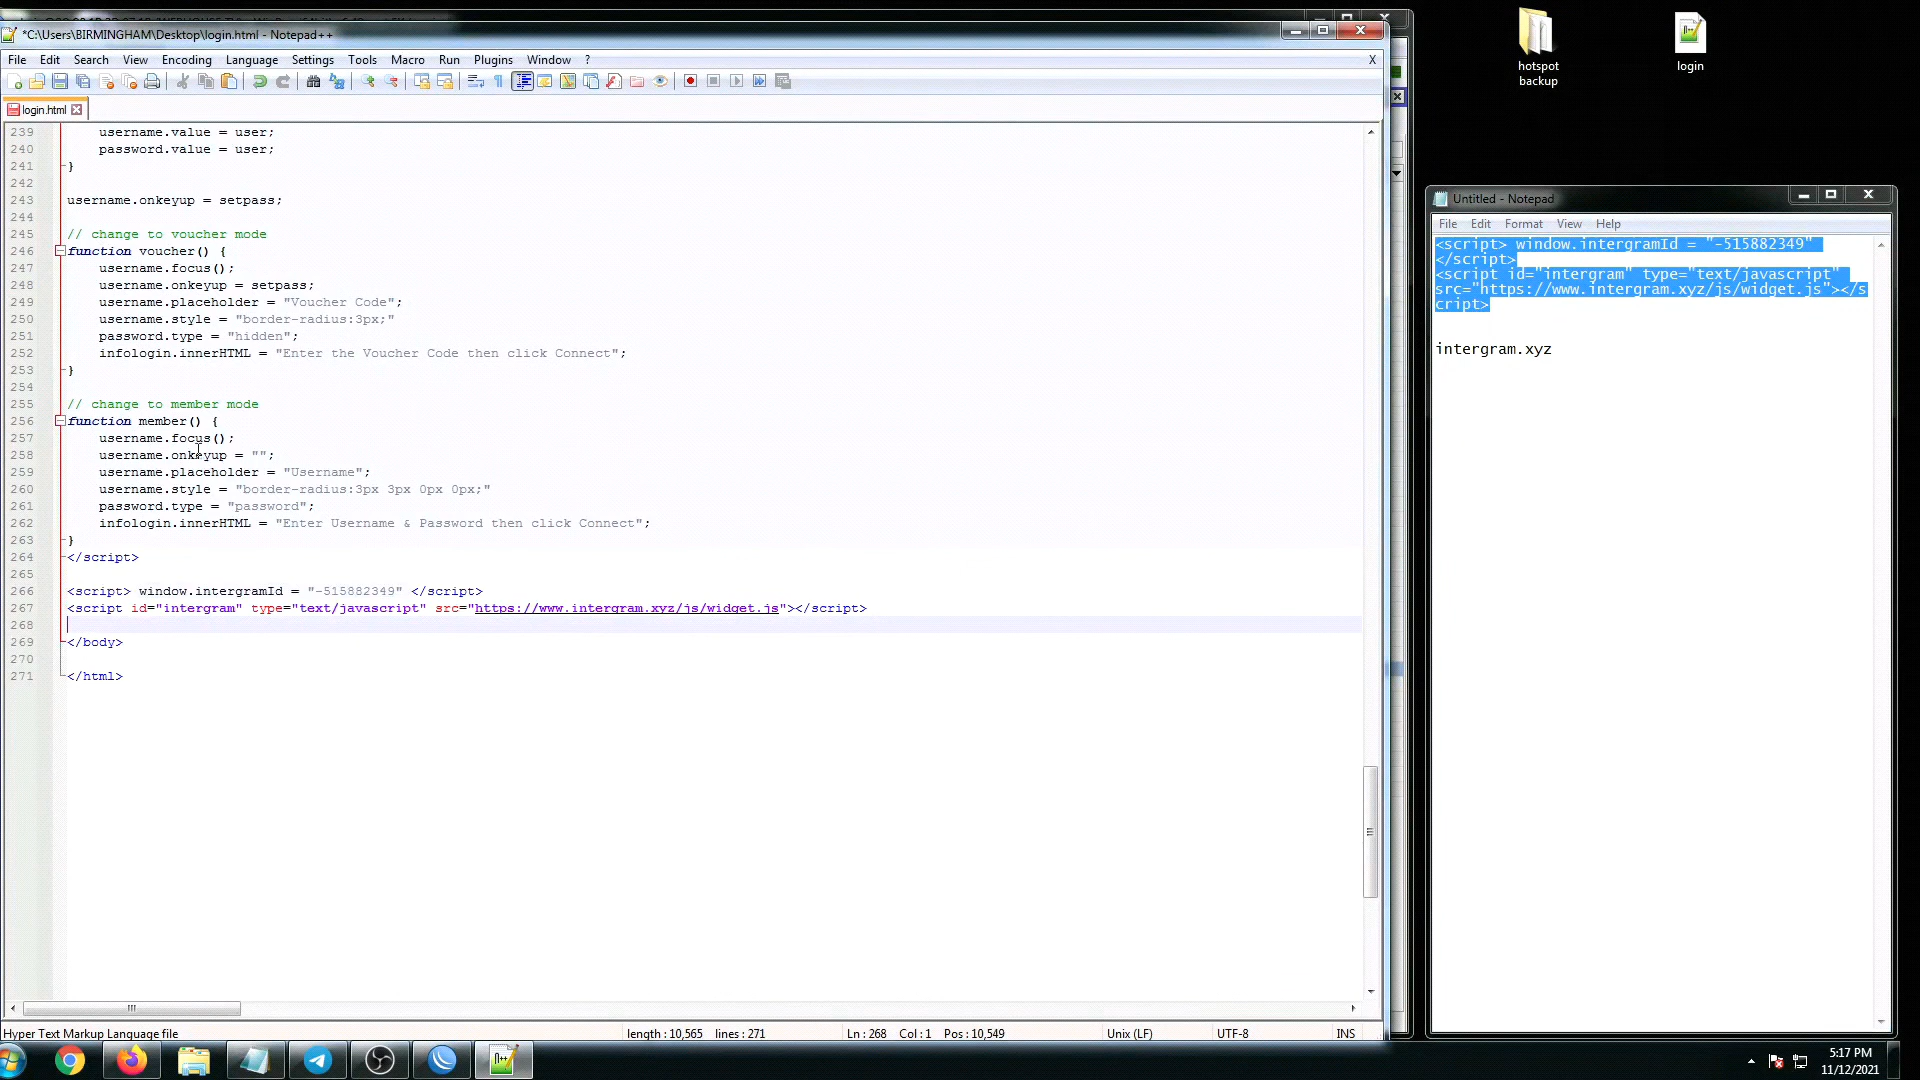 *C:\Users\BIRMINGHAM\Desktop\login.html - Notepad++
File Edit Search View Encoding Language Settings Tools Macro Run Plugins Window ? X
login.html
239 username.value = user;
240 password.value = user;
241 }
242
243 username.onkeyup = setpass;
244
245 // change to voucher mode
246 function voucher() {
247 username.focus();
248 username.onkeyup = setpass;
249 username.placeholder = "Voucher Code";
250 username.style = "border-radius:3px;"
251 password.type = "hidden";
252 infologin.innerHTML = "Enter the Voucher Code then click Connect";
253 }
254
255 // change to member mode
256 function member() {
257 username.focus();
258 username.onkeyup = "";
259 username.placeholder = "Username";
260 username.style = "border-radius:3px 3px 0px 0px;"
261 password.type = "password";
262 infologin.innerHTML = "Enter Username & Password then click Connect";
263 }
264 </script>
265
266 <script> window.intergramId = "-515882349" </script>
267 <script id="intergram" type="text/javascript" src="https://www.intergram.xyz/js/widget.js"></script>
268
269 </body>
270
271 </html>
Hyper Text Markup Language file length : 10,565 lines : 271 Ln : 268 Col : 1 Pos : 10,549 Unix (LF) UTF-8 INS
hotspot
backup
login
Untitled - Notepad
File Edit Format View Help
<script> window.intergramId = "-515882349"
</script>
<script id="intergram" type="text/javascript"
src="https://www.intergram.xyz/js/widget.js"></s
cript>
intergram.xyz
5:17 PM
11/12/2021